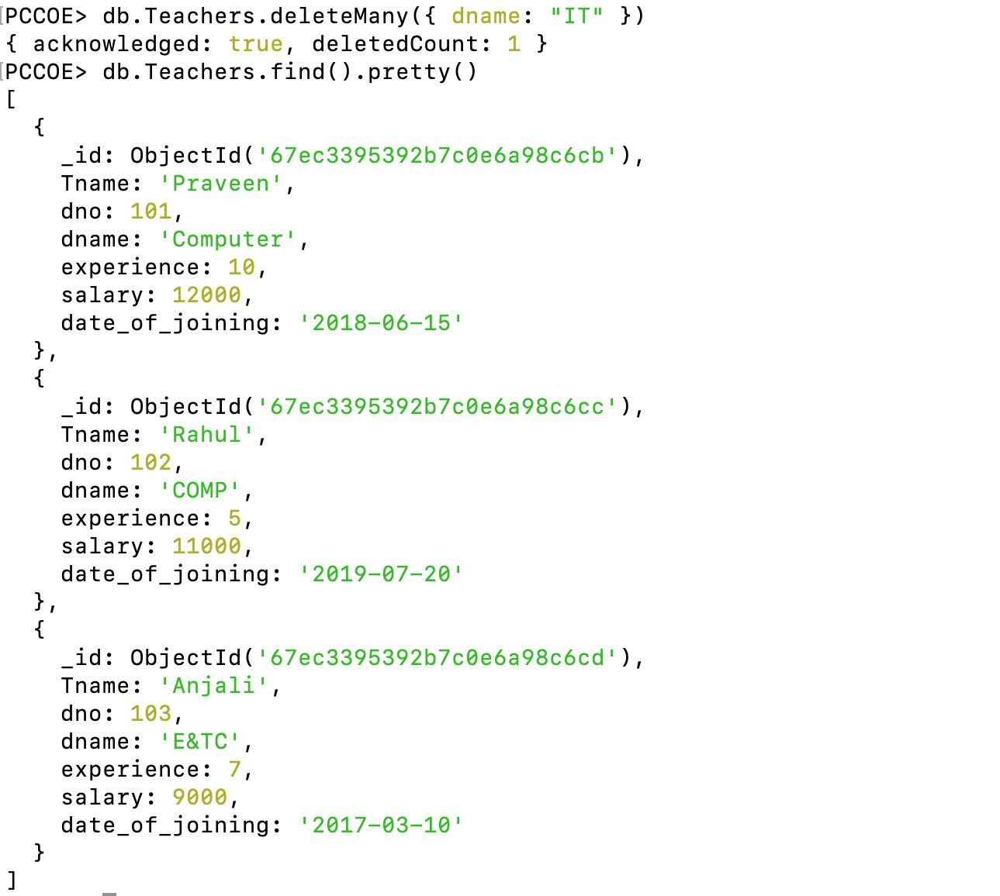 PCCOE> db.Teachers.deleteMany({ dname: "IT" })
{ acknowledged: true, deletedCount: 1 }
PCCOE> db.Teachers.find().pretty()
[
  {
    _id: ObjectId('67ec3395392b7c0e6a98c6cb'),
    Tname: 'Praveen',
    dno: 101,
    dname: 'Computer',
    experience: 10,
    salary: 12000,
    date_of_joining: '2018-06-15'
  },
  {
    _id: ObjectId('67ec3395392b7c0e6a98c6cc'),
    Tname: 'Rahul',
    dno: 102,
    dname: 'COMP',
    experience: 5,
    salary: 11000,
    date_of_joining: '2019-07-20'
  },
  {
    _id: ObjectId('67ec3395392b7c0e6a98c6cd'),
    Tname: 'Anjali',
    dno: 103,
    dname: 'E&TC',
    experience: 7,
    salary: 9000,
    date_of_joining: '2017-03-10'
  }
]